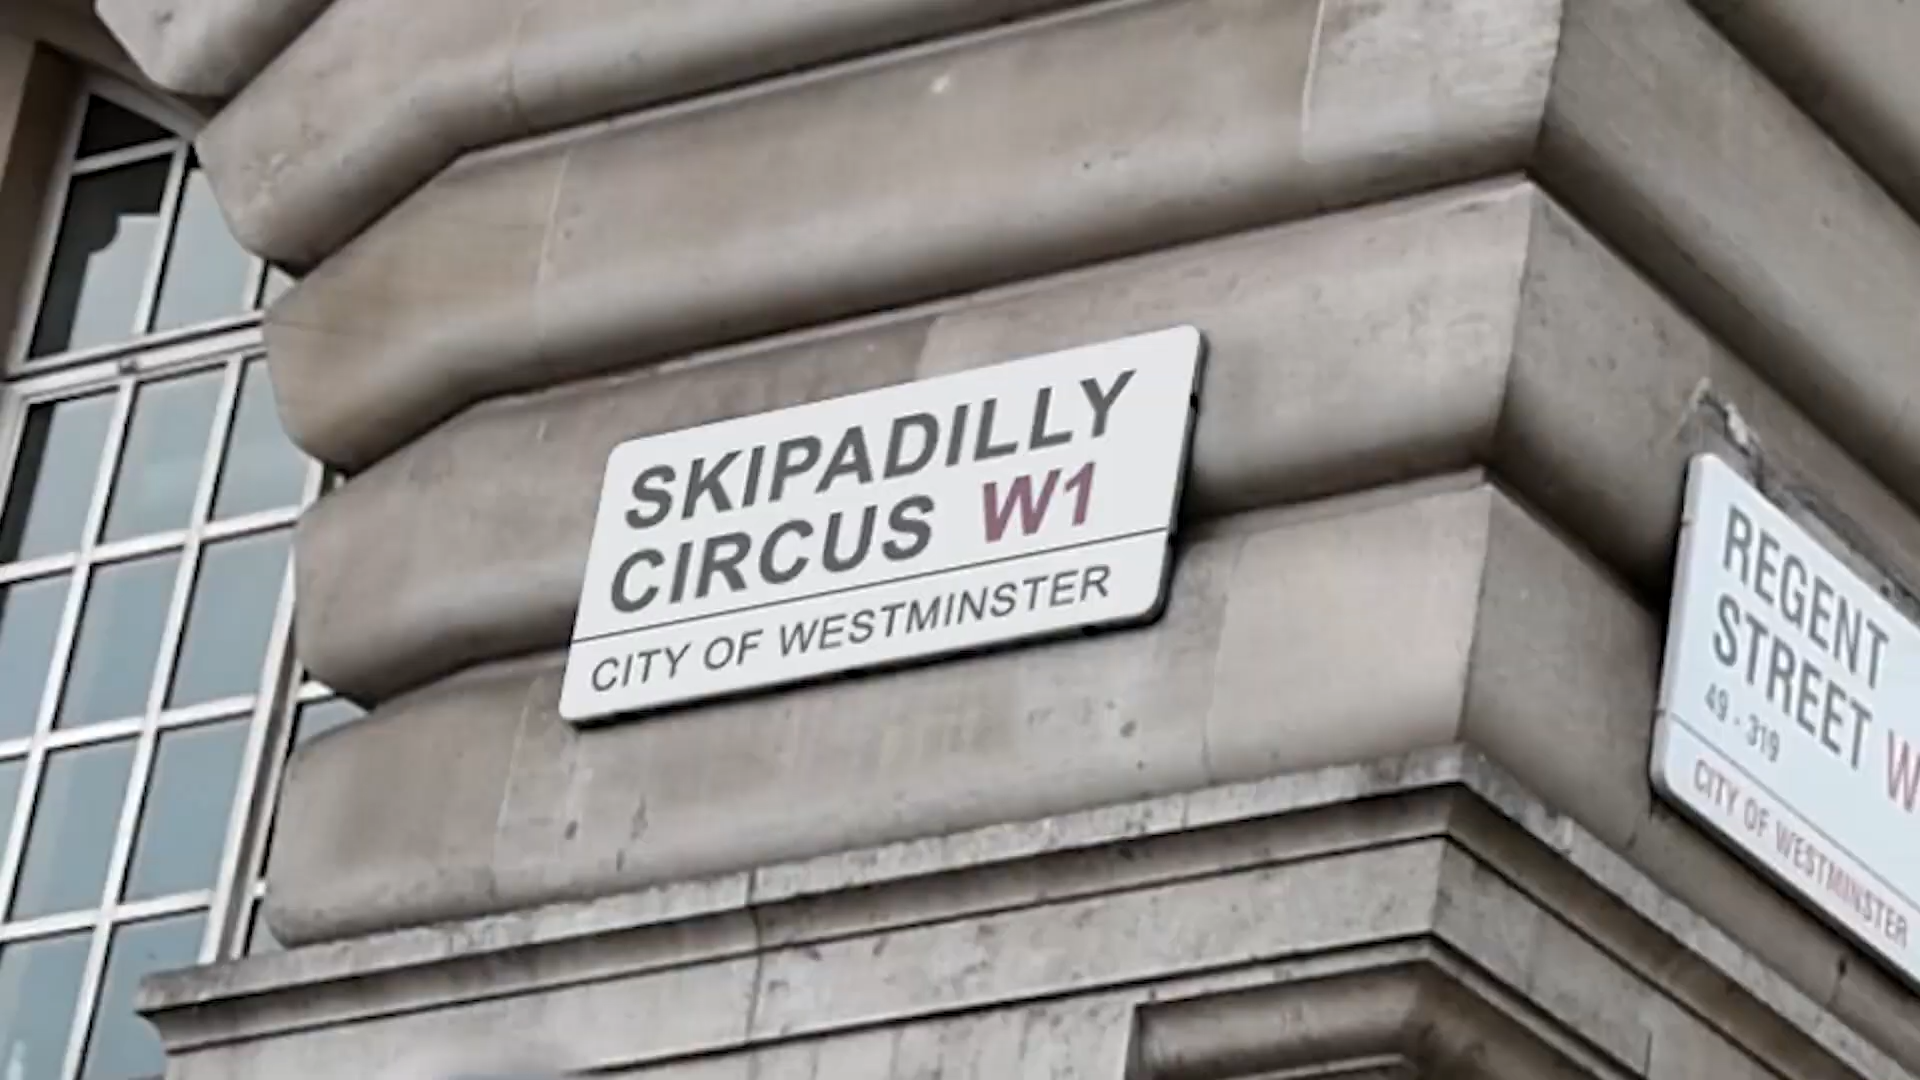 SKIPADILLY
CIRCUS W1
CITY OF WESTMINSTER
REGENT
STREET W
49 - 319
CITY OF WESTMINSTER